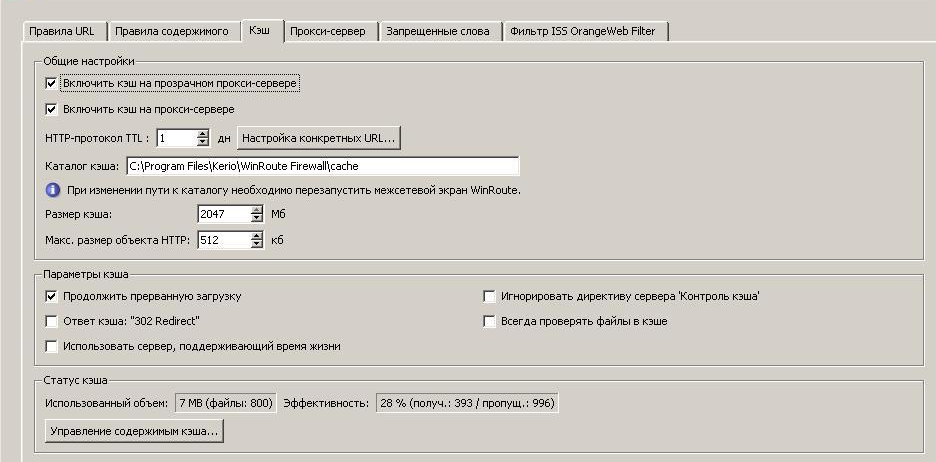 Правила URL Правила содержимого Кэш Прокси-сервер Запрещенные слова Фильтр ISS OrangeWeb Filter
Общие настройки
Включить кэш на прозрачном прокси-сервере
Включить кэш на прокси-сервере
HTTP-протокол TTL : 1 дн Настройка конкретных URL...
Каталог кэша: C:\Program Files\Kerio\WinRoute Firewall\cache
При изменении пути к каталогу необходимо перезапустить межсетевой экран WinRoute.
Размер кэша: 2047 Мб
Макс. размер объекта HTTP: 512 кб
Параметры кэша
Продолжить прерванную загрузку Игнорировать директиву сервера 'Контроль кэша'
Ответ кэша: "302 Redirect" Всегда проверять файлы в кэше
Использовать сервер, поддерживающий время жизни
Статус кэша
Использованный объем: 7 MB (файлы: 800) Эффективность: 28 % (получ.: 393 / пропущ.: 996)
Управление содержимым кэша...